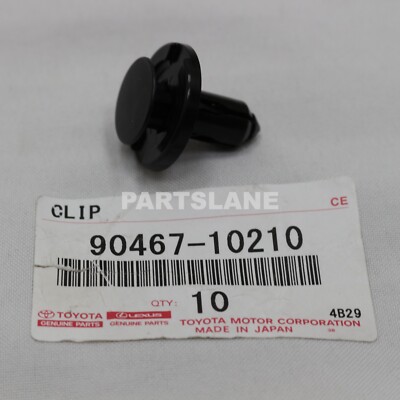 PARTSLANE
CLIP CE
90467-10210
QTY: 10
TOYOTA LEXUS TOYOTA MOTOR CORPORATION 4B29
GENUINE PARTS GENUINE PARTS MADE IN JAPAN